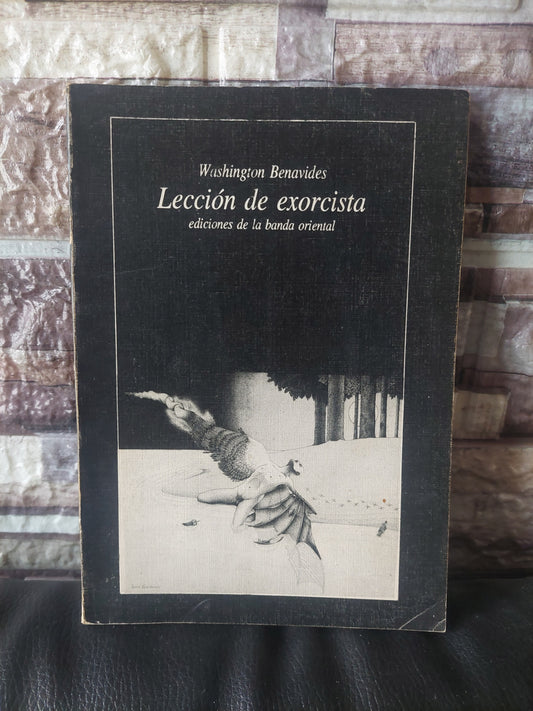 Washington Benavides
Lección de exorcista
ediciones de la banda oriental